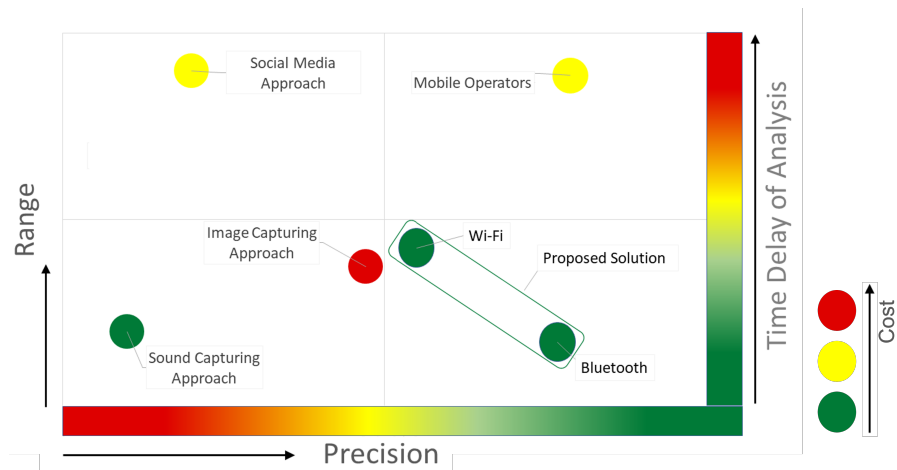 Social Media
Approach
Mobile Operators
Image Capturing
Approach
Wi-Fi
Proposed Solution
Sound Capturing
Approach
Bluetooth
Range
Precision
Time Delay of Analysis
Cost